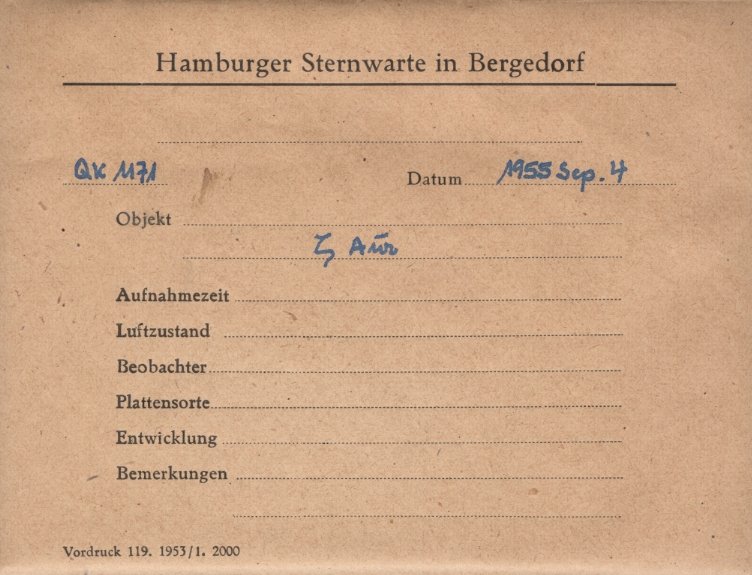 Hamburger Sternwarte in Bergedorf
QK 1171 Datum 1955 Sep. 4
Objekt
ζ Aur
Aufnahmezeit
Luftzustand
Beobachter
Plattensorte
Entwicklung
Bemerkungen
Vordruck 119. 1953/1. 2000